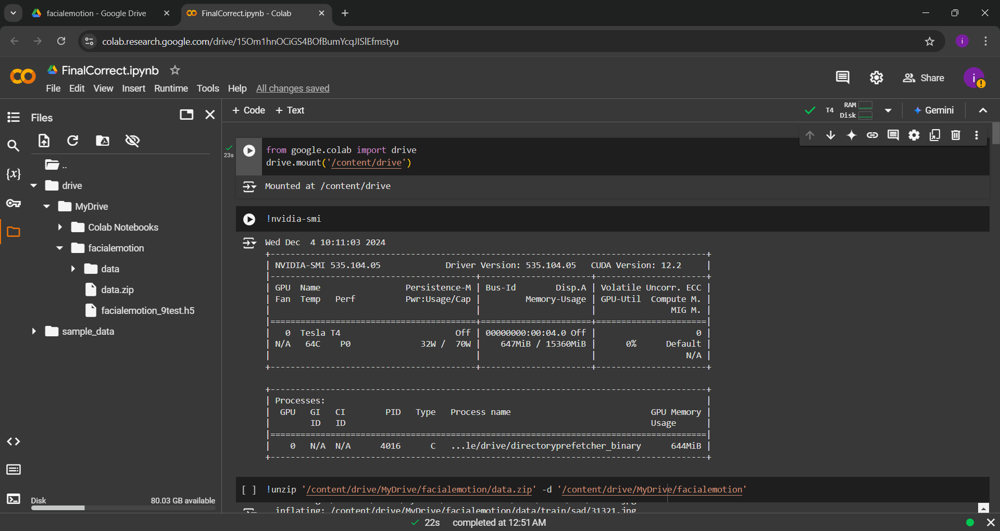 facialemotion - Google Drive
FinalCorrect.ipynb - Colab
colab.research.google.com/drive/15Om1hnOCiGS4BOfBumYcqJISlEfmstyu
i
FinalCorrect.ipynb
File Edit View Insert Runtime Tools Help All changes saved
Share
i
Files
+ Code + Text
T4
RAM
Disk
Gemini
..
drive
MyDrive
Colab Notebooks
facialemotion
data
data.zip
facialemotion_9test.h5
sample_data
{x}
Disk 80.03 GB available
23s
from google.colab import drive
drive.mount('/content/drive')
Mounted at /content/drive
!nvidia-smi
Wed Dec  4 10:11:03 2024
+---------------------------------------------------------------------------------------+
| NVIDIA-SMI 535.104.05             Driver Version: 535.104.05   CUDA Version: 12.2     |
|-----------------------------------------+----------------------+----------------------+
| GPU  Name                 Persistence-M | Bus-Id        Disp.A | Volatile Uncorr. ECC |
| Fan  Temp   Perf          Pwr:Usage/Cap |         Memory-Usage | GPU-Util  Compute M. |
|                                         |                      |               MIG M. |
|=========================================+======================+======================|
|   0  Tesla T4                       Off | 00000000:00:04.0 Off |                    0 |
| N/A   64C    P0              32W /  70W |    647MiB / 15360MiB |      0%      Default |
|                                         |                      |                  N/A |
+-----------------------------------------+----------------------+----------------------+
+---------------------------------------------------------------------------------------+
| Processes:                                                                            |
|  GPU   GI   CI        PID   Type   Process name                            GPU Memory |
|        ID   ID                                                             Usage      |
|=======================================================================================|
|    0   N/A  N/A      4016      C   ...le/drive/directoryprefetcher_binary      644MiB |
+---------------------------------------------------------------------------------------+
[ ] !unzip '/content/drive/MyDrive/facialemotion/data.zip' -d '/content/drive/MyDrive/facialemotion'
inflating: /content/drive/MyDrive/facialemotion/data/train/sad/31321.jpg
22s completed at 12:51 AM